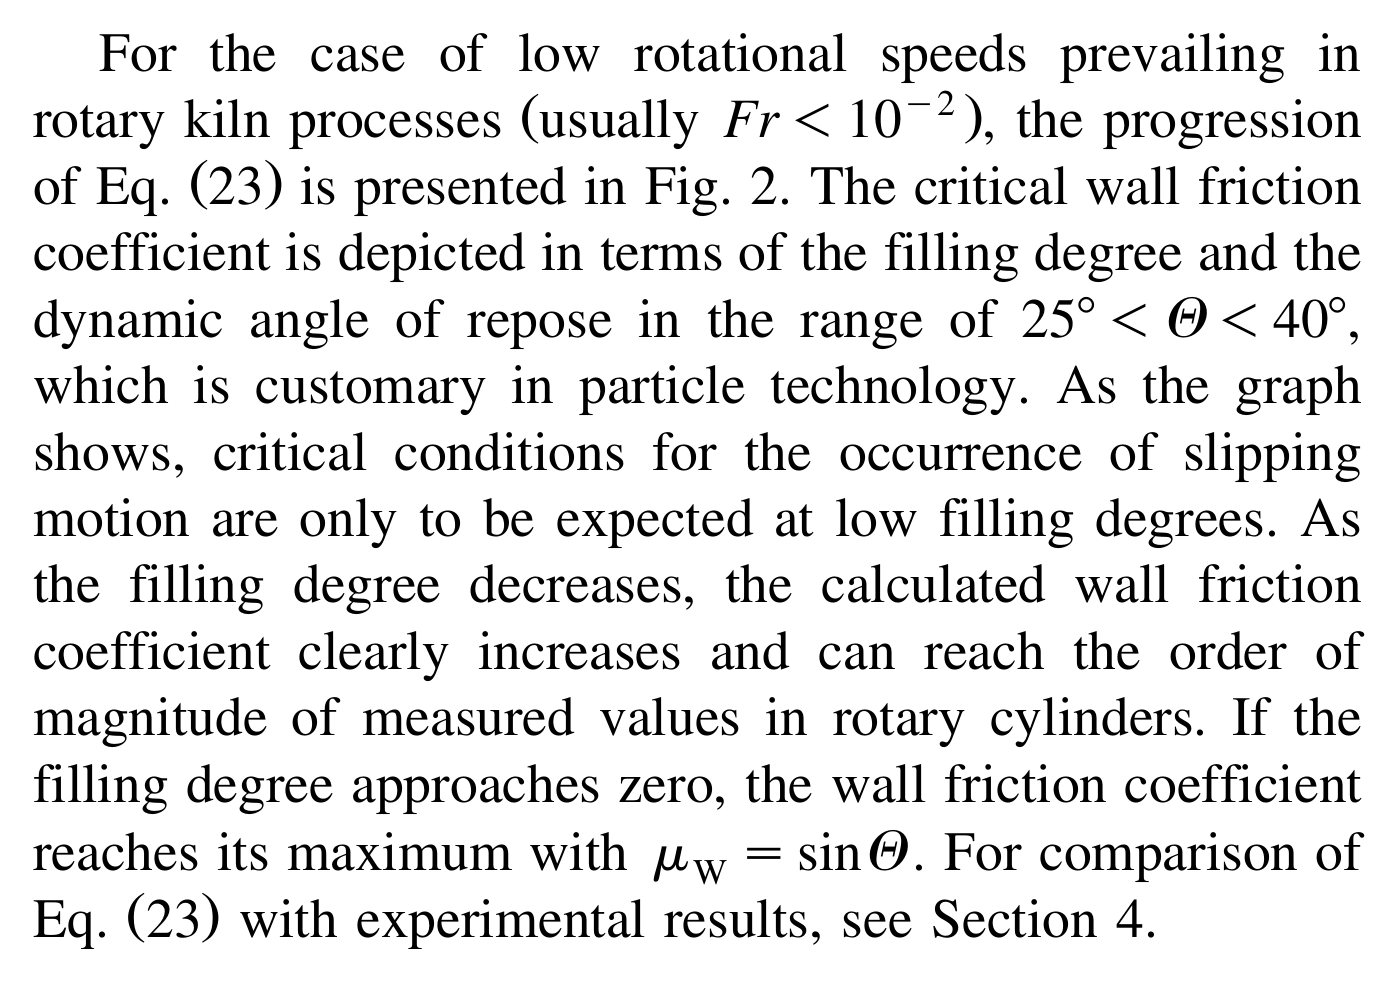 For the case of low rotational speeds prevailing in
rotary kiln processes (usually Fr < 10⁻²), the progression
of Eq. (23) is presented in Fig. 2. The critical wall friction
coefficient is depicted in terms of the filling degree and the
dynamic angle of repose in the range of 25° < Θ < 40°,
which is customary in particle technology. As the graph
shows, critical conditions for the occurrence of slipping
motion are only to be expected at low filling degrees. As
the filling degree decreases, the calculated wall friction
coefficient clearly increases and can reach the order of
magnitude of measured values in rotary cylinders. If the
filling degree approaches zero, the wall friction coefficient
reaches its maximum with μ_W = sin Θ. For comparison of
Eq. (23) with experimental results, see Section 4.